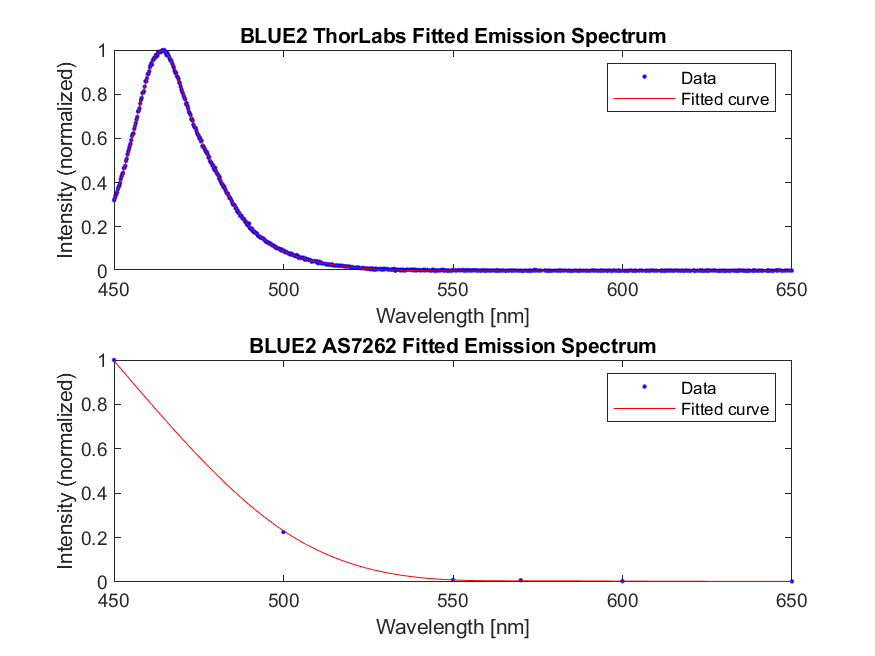 BLUE2 ThorLabs Fitted Emission Spectrum
1
0.8
0.6
0.4
0.2
0
Intensity (normalized)
Data
Fitted curve
450 500 550 600 650
Wavelength [nm]
BLUE2 AS7262 Fitted Emission Spectrum
1
0.8
0.6
0.4
0.2
0
Intensity (normalized)
Data
Fitted curve
450 500 550 600 650
Wavelength [nm]